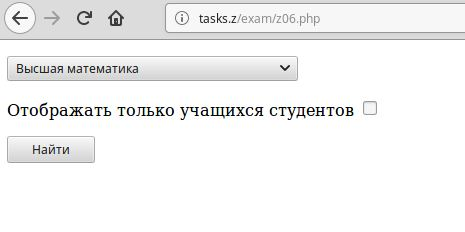 tasks.z/exam/z06.php
Высшая математика
Отображать только учащихся студентов
Найти